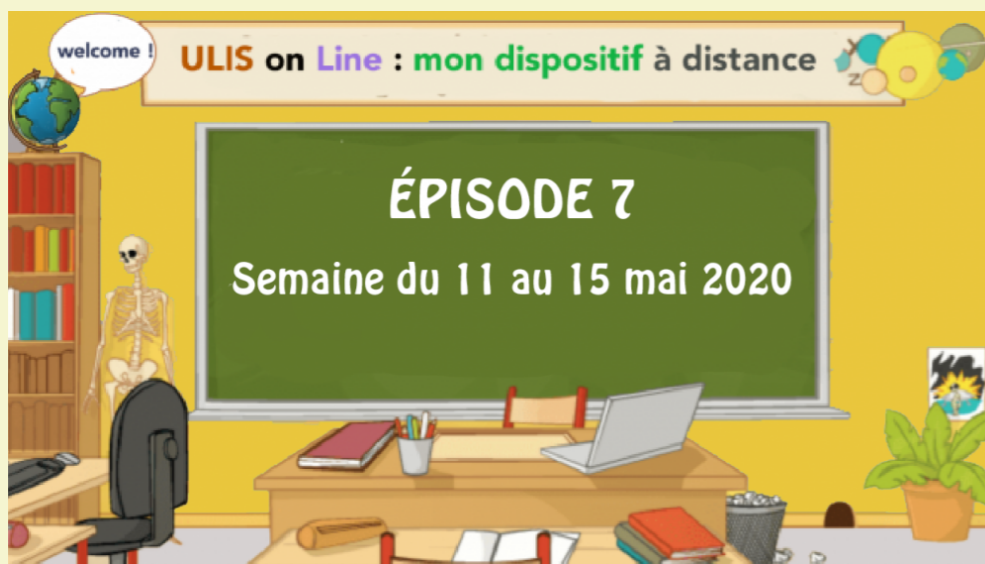 welcome !
ULIS on Line : mon dispositif à distance
ÉPISODE 7
Semaine du 11 au 15 mai 2020